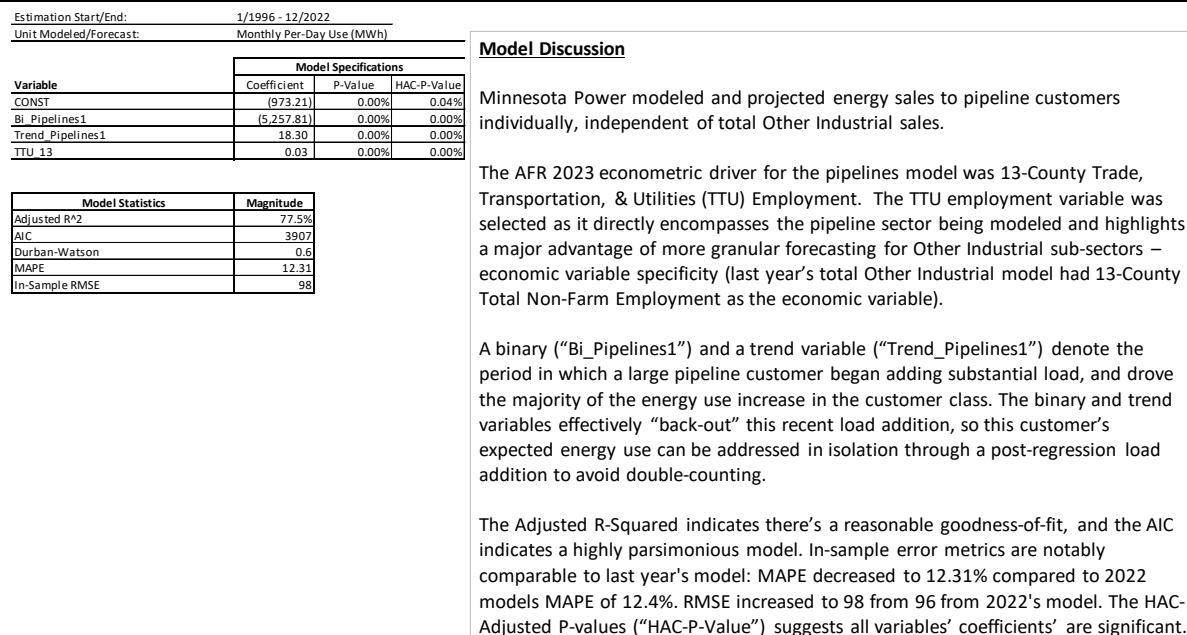 Estimation Start/End: 1/1996 - 12/2022
Unit Modeled/Forecast: Monthly Per-Day Use (MWh)
Model Specifications
Variable Coefficient P-Value HAC-P-Value
CONST (973.21) 0.00% 0.04%
Bi_Pipelines1 (5,257.81) 0.00% 0.00%
Trend_Pipelines1 18.30 0.00% 0.00%
TTU_13 0.03 0.00% 0.00%
Model Statistics Magnitude
Adjusted R^2 77.5%
AIC 3907
Durban-Watson 0.6
MAPE 12.31
In-Sample RMSE 98
Model Discussion
Minnesota Power modeled and projected energy sales to pipeline customers
individually, independent of total Other Industrial sales.
The AFR 2023 econometric driver for the pipelines model was 13-County Trade,
Transportation, & Utilities (TTU) Employment. The TTU employment variable was
selected as it directly encompasses the pipeline sector being modeled and highlights
a major advantage of more granular forecasting for Other Industrial sub-sectors –
economic variable specificity (last year's total Other Industrial model had 13-County
Total Non-Farm Employment as the economic variable).
A binary (“Bi_Pipelines1”) and a trend variable (“Trend_Pipelines1”) denote the
period in which a large pipeline customer began adding substantial load, and drove
the majority of the energy use increase in the customer class. The binary and trend
variables effectively “back-out” this recent load addition, so this customer’s
expected energy use can be addressed in isolation through a post-regression load
addition to avoid double-counting.
The Adjusted R-Squared indicates there’s a reasonable goodness-of-fit, and the AIC
indicates a highly parsimonious model. In-sample error metrics are notably
comparable to last year's model: MAPE decreased to 12.31% compared to 2022
models MAPE of 12.4%. RMSE increased to 98 from 96 from 2022's model. The HAC-
Adjusted P-values (“HAC-P-Value”) suggests all variables’ coefficients’ are significant.